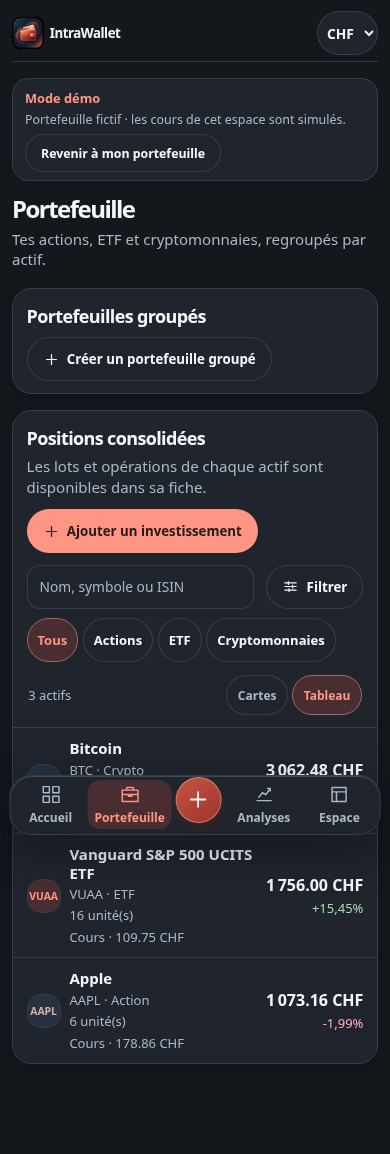 IntraWallet
CHF
Mode démo
Portefeuille fictif · les cours de cet espace sont simulés.
Revenir à mon portefeuille
Portefeuille
Tes actions, ETF et cryptomonnaies, regroupés par
actif.
Portefeuilles groupés
Créer un portefeuille groupé
Positions consolidées
Les lots et opérations de chaque actif sont
disponibles dans sa fiche.
Ajouter un investissement
Nom, symbole ou ISIN
Filtrer
Tous
Actions
ETF
Cryptomonnaies
3 actifs
Cartes
Tableau
Bitcoin
BTC · Crypto
3 062.48 CHF
Accueil
Portefeuille
Analyses
Espace
Vanguard S&P 500 UCITS
ETF
VUAA
VUAA · ETF
16 unité(s)
Cours · 109.75 CHF
1 756.00 CHF
+15,45%
Apple
AAPL
AAPL · Action
6 unité(s)
Cours · 178.86 CHF
1 073.16 CHF
-1,99%